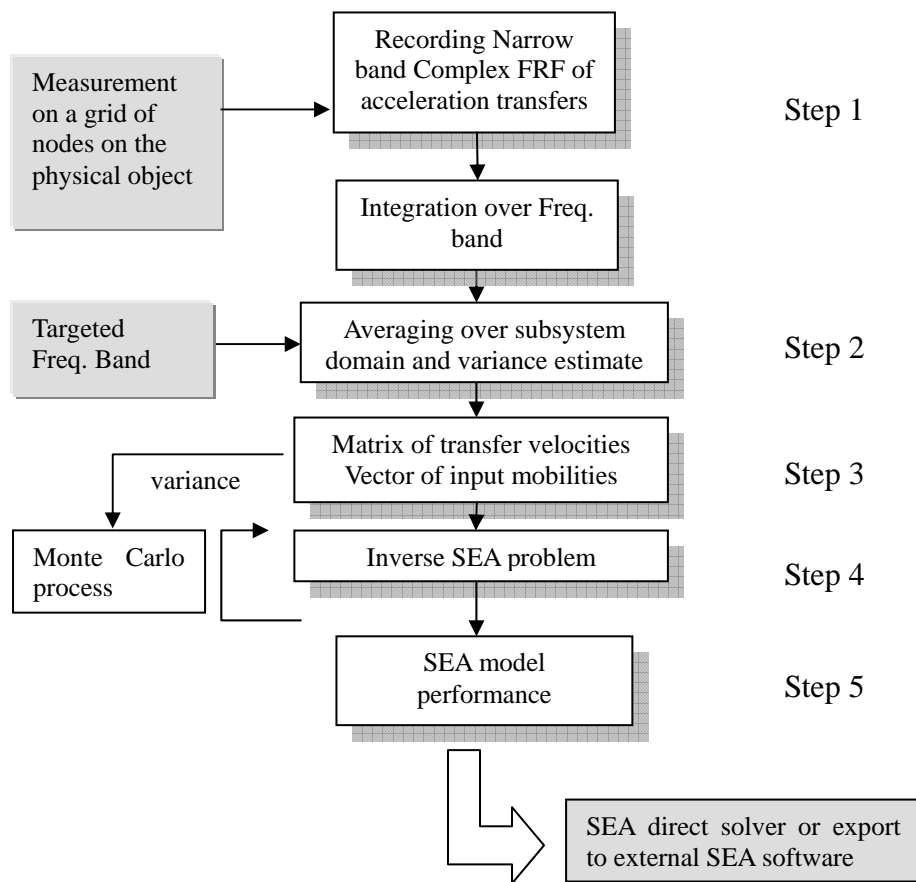 Recording Narrow
band Complex FRF of
acceleration transfers
Measurement
on a grid of
nodes on the
physical object
Step 1
Integration over Freq.
band
Targeted
Freq. Band
Averaging over subsystem
domain and variance estimate
Step 2
Matrix of transfer velocities
Vector of input mobilities
Step 3
variance
Monte Carlo
process
Inverse SEA problem
Step 4
SEA model
performance
Step 5
SEA direct solver or export
to external SEA software